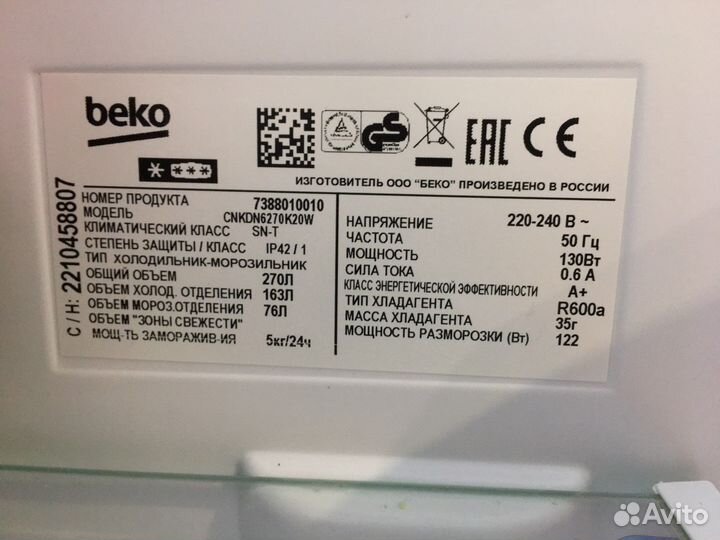 beko
EAC CE
ИЗГОТОВИТЕЛЬ ООО "БЕКО" ПРОИЗВЕДЕНО В РОССИИ
С / Н: 2210458807
НОМЕР ПРОДУКТА 7388010010
МОДЕЛЬ CNKDN6270K20W
КЛИМАТИЧЕСКИЙ КЛАСС SN-T
СТЕПЕНЬ ЗАЩИТЫ / КЛАСС IP42 / 1
ТИП ХОЛОДИЛЬНИК-МОРОЗИЛЬНИК
ОБЩИЙ ОБЪЕМ 270Л
ОБЪЕМ ХОЛОД. ОТДЕЛЕНИЯ 163Л
ОБЪЕМ МОРОЗ.ОТДЕЛЕНИЯ 76Л
ОБЪЕМ "ЗОНЫ СВЕЖЕСТИ"
МОЩ-ТЬ ЗАМОРАЖИВ-ИЯ 5кг/24ч
НАПРЯЖЕНИЕ 220-240 В ~
ЧАСТОТА 50 Гц
МОЩНОСТЬ 130Вт
СИЛА ТОКА 0.6 А
КЛАСС ЭНЕРГЕТИЧЕСКОЙ ЭФФЕКТИВНОСТИ A+
ТИП ХЛАДАГЕНТА R600a
МАССА ХЛАДАГЕНТА 35г
МОЩНОСТЬ РАЗМОРОЗКИ (Вт) 122
Avito